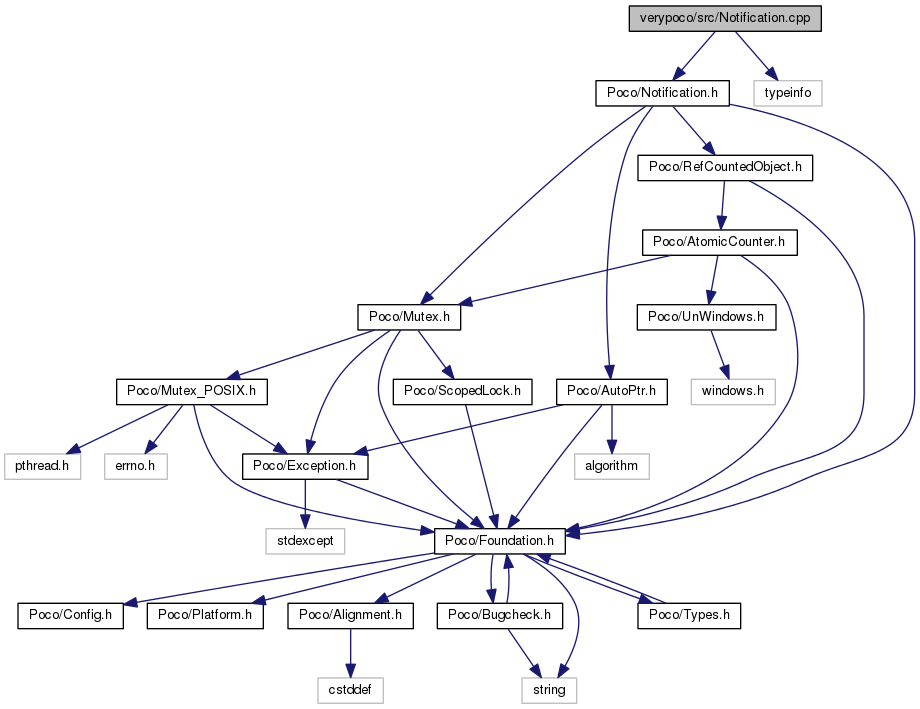 verypoco/src/Notification.cpp
Poco/Notification.h
typeinfo
Poco/RefCountedObject.h
Poco/AtomicCounter.h
Poco/Mutex.h
Poco/UnWindows.h
Poco/Mutex_POSIX.h
Poco/ScopedLock.h
Poco/AutoPtr.h
windows.h
pthread.h
errno.h
Poco/Exception.h
algorithm
stdexcept
Poco/Foundation.h
Poco/Config.h
Poco/Platform.h
Poco/Alignment.h
Poco/Bugcheck.h
Poco/Types.h
cstddef
string